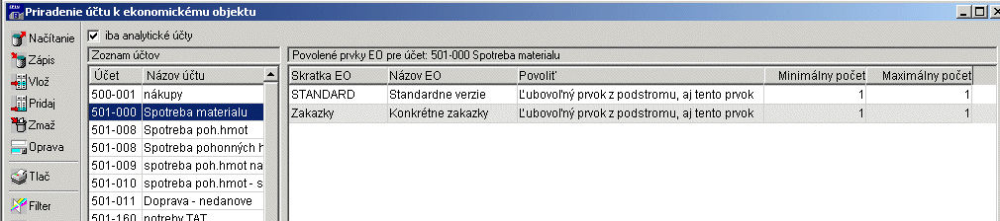 Priradenie účtu k ekonomickému objektu
Načítanie
Zápis
Vlož
Pridaj
Zmaž
Oprava
Tlač
Filter
iba analytické účty
Zoznam účtov
Účet Názov účtu
500-001 nákupy
501-000 Spotreba materialu
501-008 Spotreba poh.hmot
501-008 Spotreba pohonných h
501-009 spotreba poh.hmot na
501-010 spotreba poh.hmot - s
501-011 Doprava - nedanove
501-160 potreby TAT
Povolené prvky EO pre účet: 501-000 Spotreba materialu
Skratka EO Názov EO Povoliť Minimálny počet Maximálny počet
STANDARD Standardne verzie Ľubovoľný prvok z podstromu, aj tento prvok 1 1
Zakazky Konkrétne zakazky Ľubovoľný prvok z podstromu, aj tento prvok 1 1